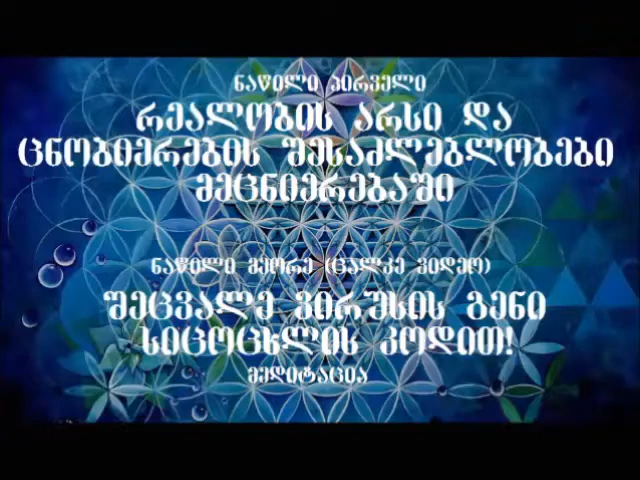 ნაწილი პირველი
რეალობის არსი და
ცნობიერების შესაძლებლობები
მეცნიერებაში
ნაწილი მეორე (ცალკე ვიდეო)
შეცვალე ვირუსის გენი
სიცოცხლის კოდით!
მედიტაცია